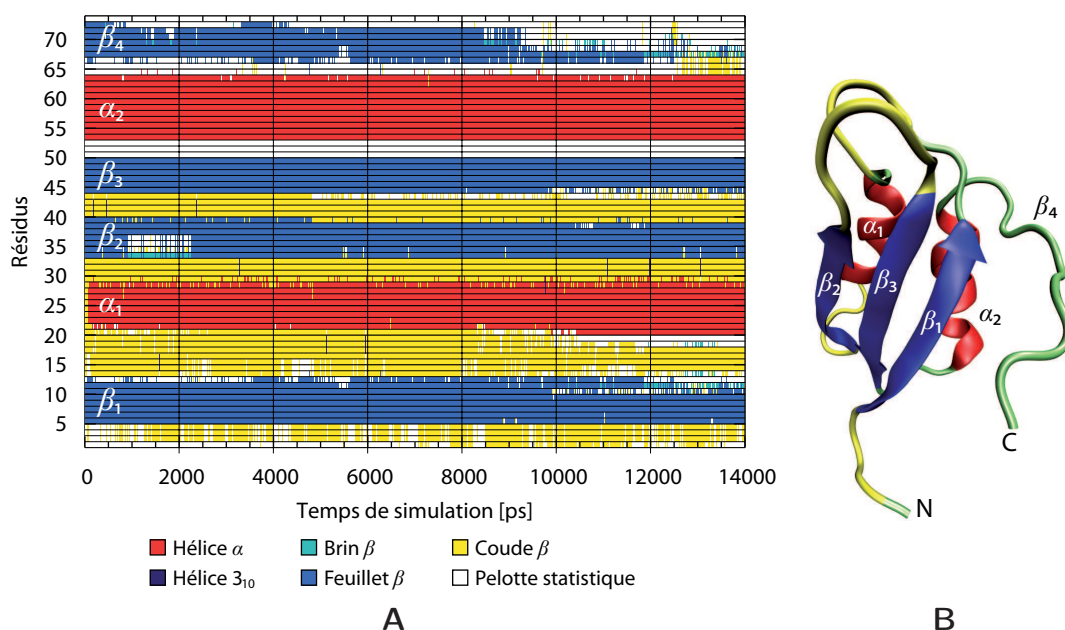 70
65
60
55
50
45
40
35
30
25
20
15
10
5
β4
α2
β3
β2
α1
β1
Résidus
0 2000 4000 6000 8000 10000 12000 14000
Temps de simulation [ps]
Hélice α Brin β Coude β
Hélice 3₁₀ Feuillet β Pelotte statistique
A
β4
α1
β2 β3
β1 α2
C
N
B